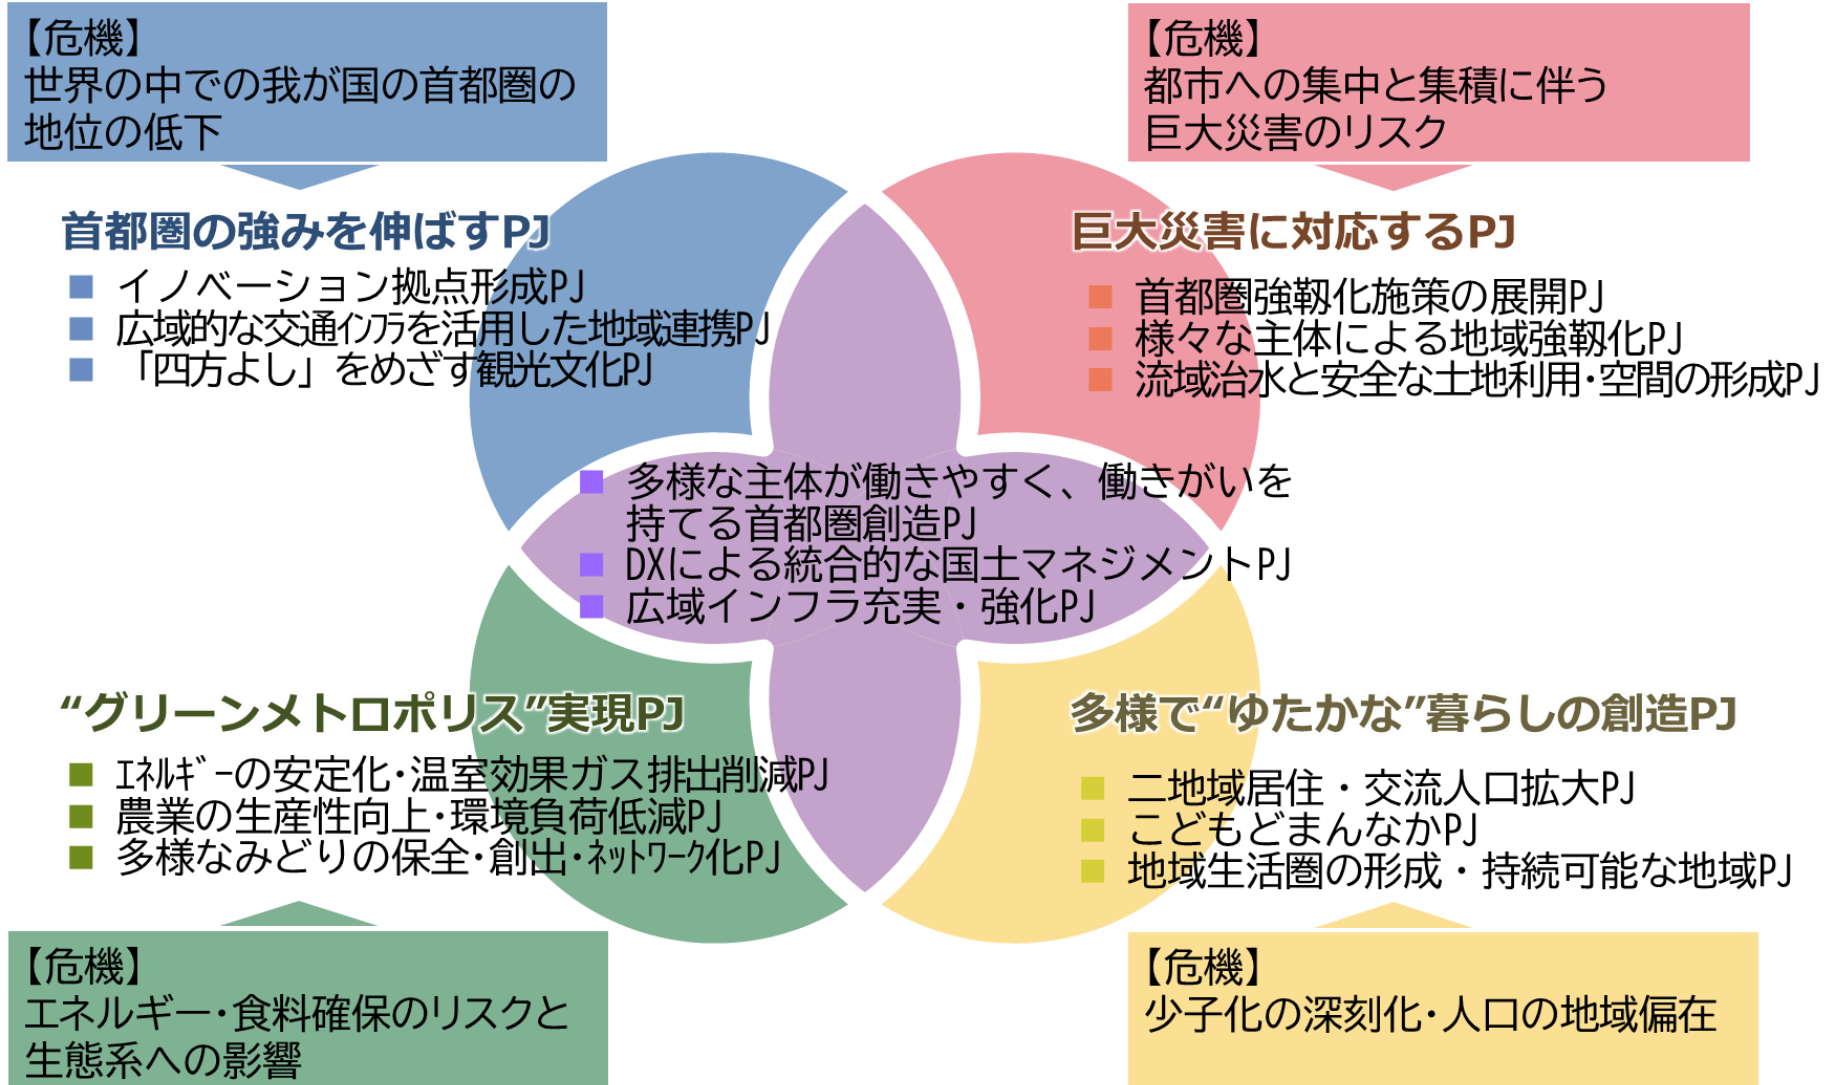 【危機】
世界の中での我が国の首都圏の
地位の低下
【危機】
都市への集中と集積に伴う
巨大災害のリスク
首都圏の強みを伸ばすPJ
■ イノベーション拠点形成PJ
■ 広域的な交通ｲﾝﾌﾗを活用した地域連携PJ
■ 「四方よし」をめざす観光文化PJ
巨大災害に対応するPJ
■ 首都圏強靱化施策の展開PJ
■ 様々な主体による地域強靱化PJ
■ 流域治水と安全な土地利用･空間の形成PJ
■ 多様な主体が働きやすく、働きがいを
持てる首都圏創造PJ
■ DXによる統合的な国土マネジメントPJ
■ 広域インフラ充実・強化PJ
“グリーンメトロポリス”実現PJ
■ ｴﾈﾙｷﾞｰの安定化･温室効果ガス排出削減PJ
■ 農業の生産性向上･環境負荷低減PJ
■ 多様なみどりの保全･創出･ﾈｯﾄﾜｰｸ化PJ
多様で“ゆたかな”暮らしの創造PJ
■ 二地域居住・交流人口拡大PJ
■ こどもどまんなかPJ
■ 地域生活圏の形成・持続可能な地域PJ
【危機】
エネルギー･食料確保のリスクと
生態系への影響
【危機】
少子化の深刻化･人口の地域偏在